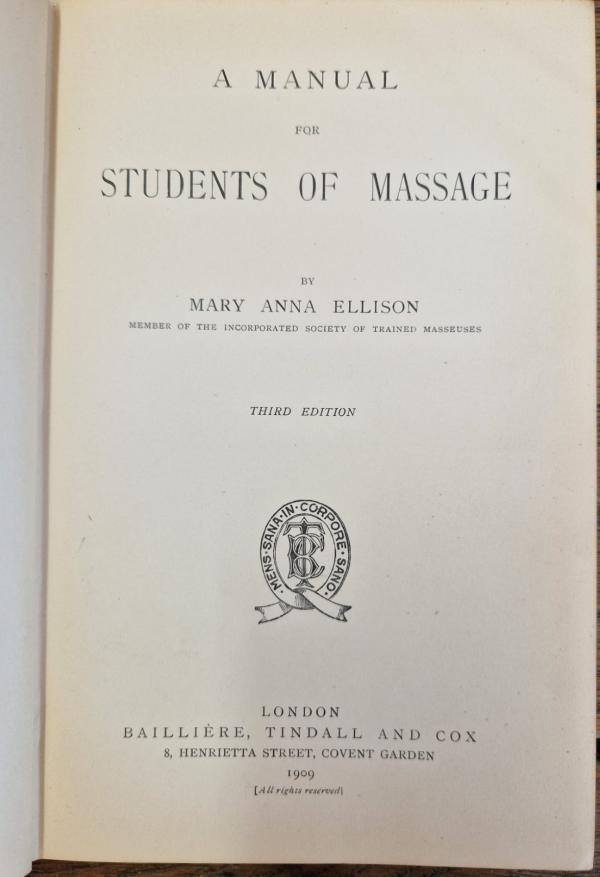 A MANUAL
FOR
STUDENTS OF MASSAGE
BY
MARY ANNA ELLISON
MEMBER OF THE INCORPORATED SOCIETY OF TRAINED MASSEUSES
THIRD EDITION
·MENS·SANA·IN·CORPORE·SANO·
BTC
LONDON
BAILLIÈRE, TINDALL AND COX
8, HENRIETTA STREET, COVENT GARDEN
1909
[All rights reserved]